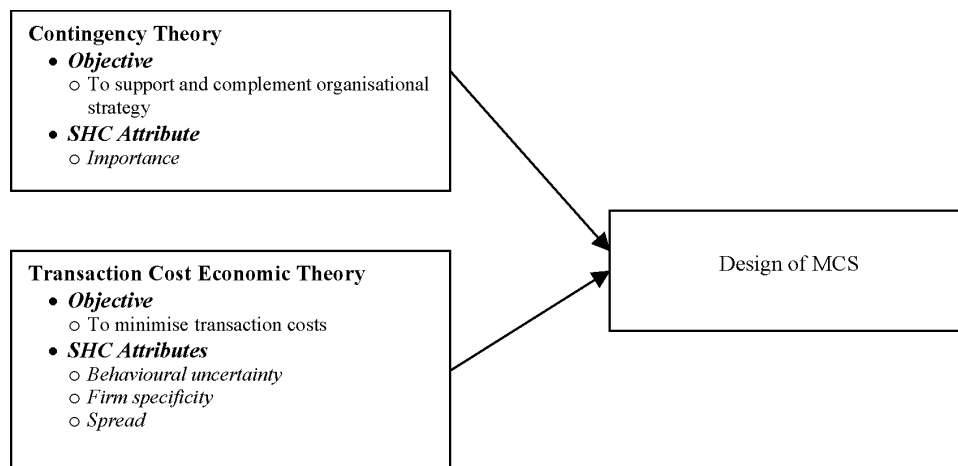 Contingency Theory
• Objective
o To support and complement organisational
strategy
• SHC Attribute
o Importance
Transaction Cost Economic Theory
• Objective
o To minimise transaction costs
• SHC Attributes
o Behavioural uncertainty
o Firm specificity
o Spread
Design of MCS